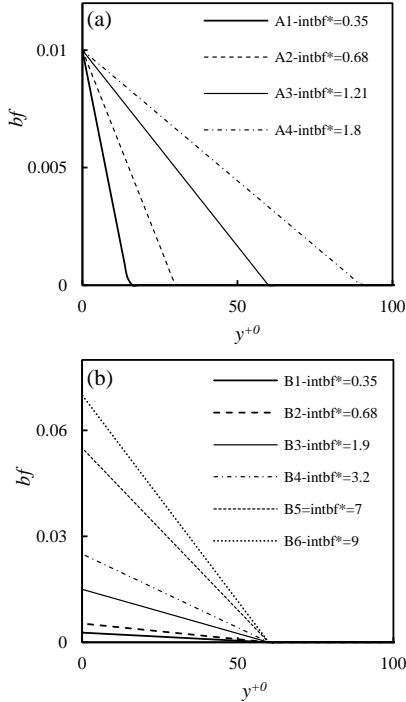 (a)
A1-intbf*=0.35
A2-intbf*=0.68
A3-intbf*=1.21
A4-intbf*=1.8
bf
0.01
0.005
0
0 50 100
y+0
(b)
B1-intbf*=0.35
B2-intbf*=0.68
B3-intbf*=1.9
B4-intbf*=3.2
B5=intbf*=7
B6-intbf*=9
bf
0.06
0.03
0
0 50 100
y+0